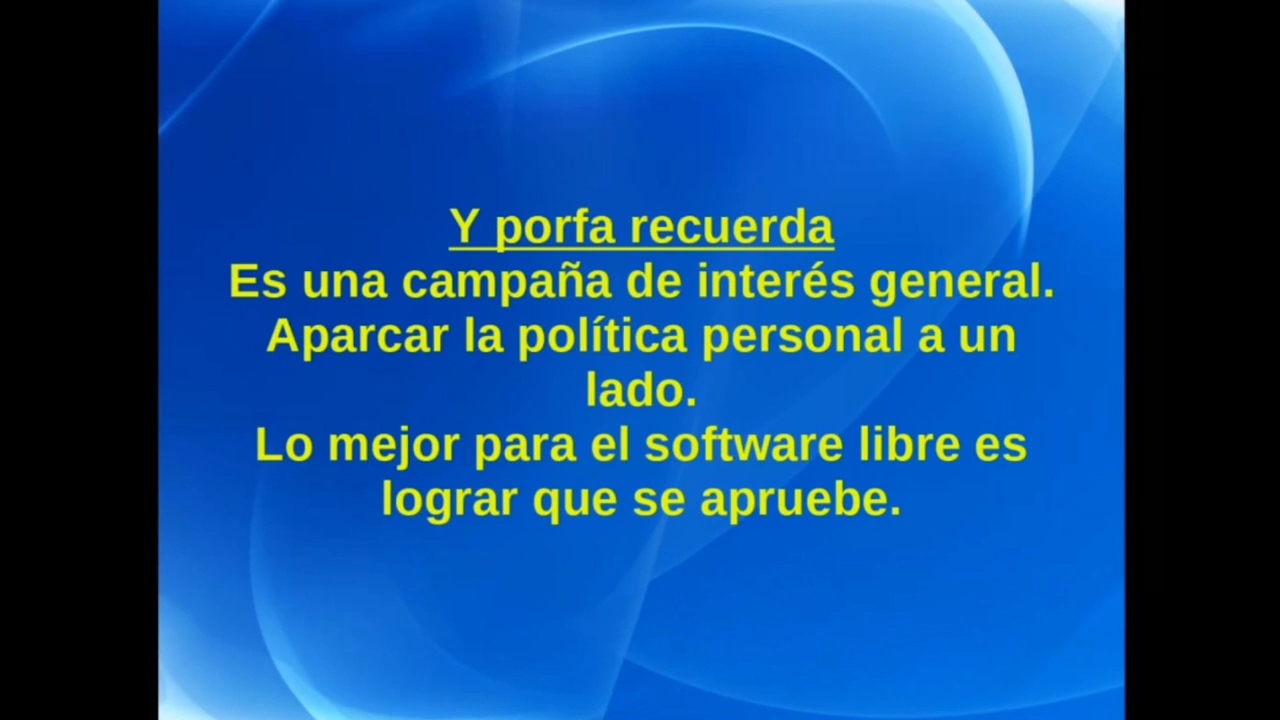 Y porfa recuerda
Es una campaña de interés general.
Aparcar la política personal a un
lado.
Lo mejor para el software libre es
lograr que se apruebe.